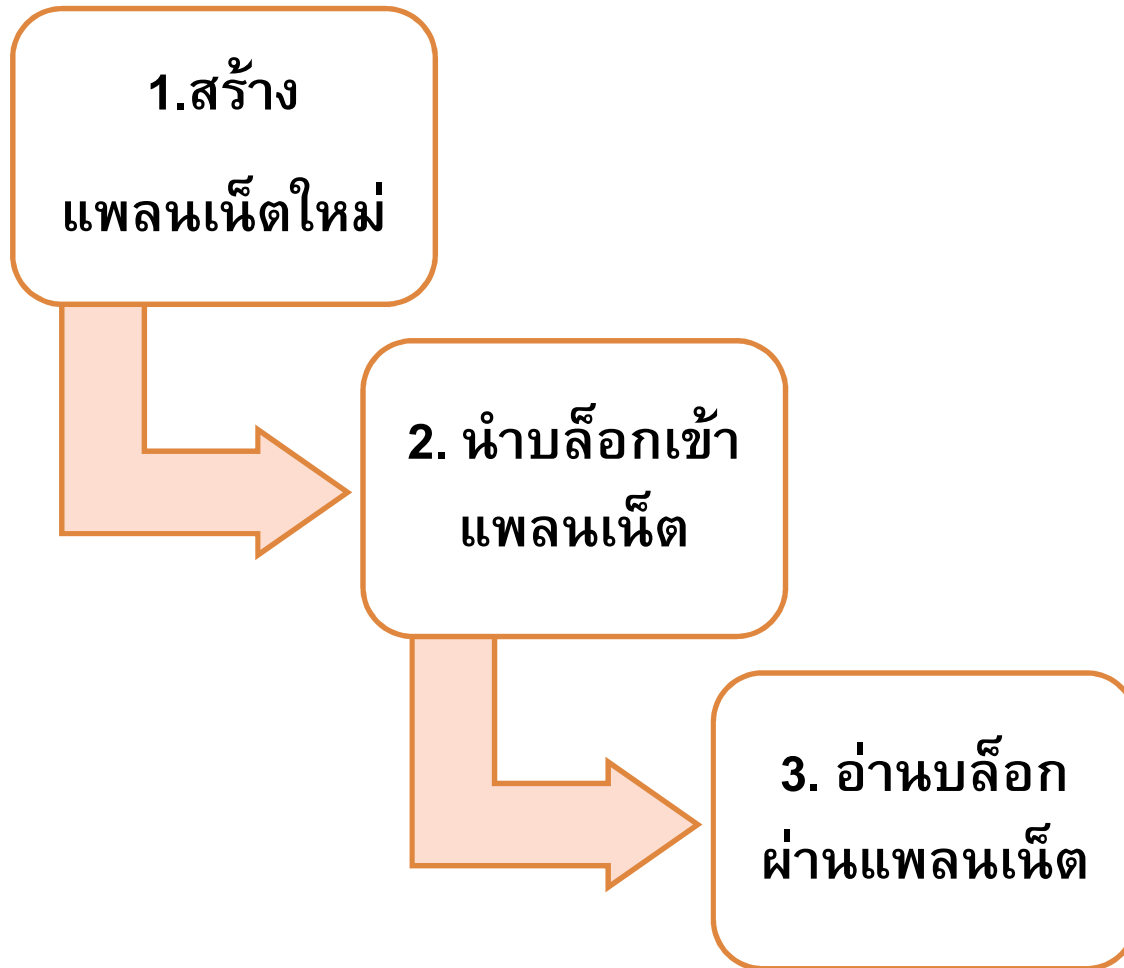 1.สร้าง
แพลนเน็ตใหม่
2. นำบล็อกเข้า
แพลนเน็ต
3. อ่านบล็อก
ผ่านแพลนเน็ต